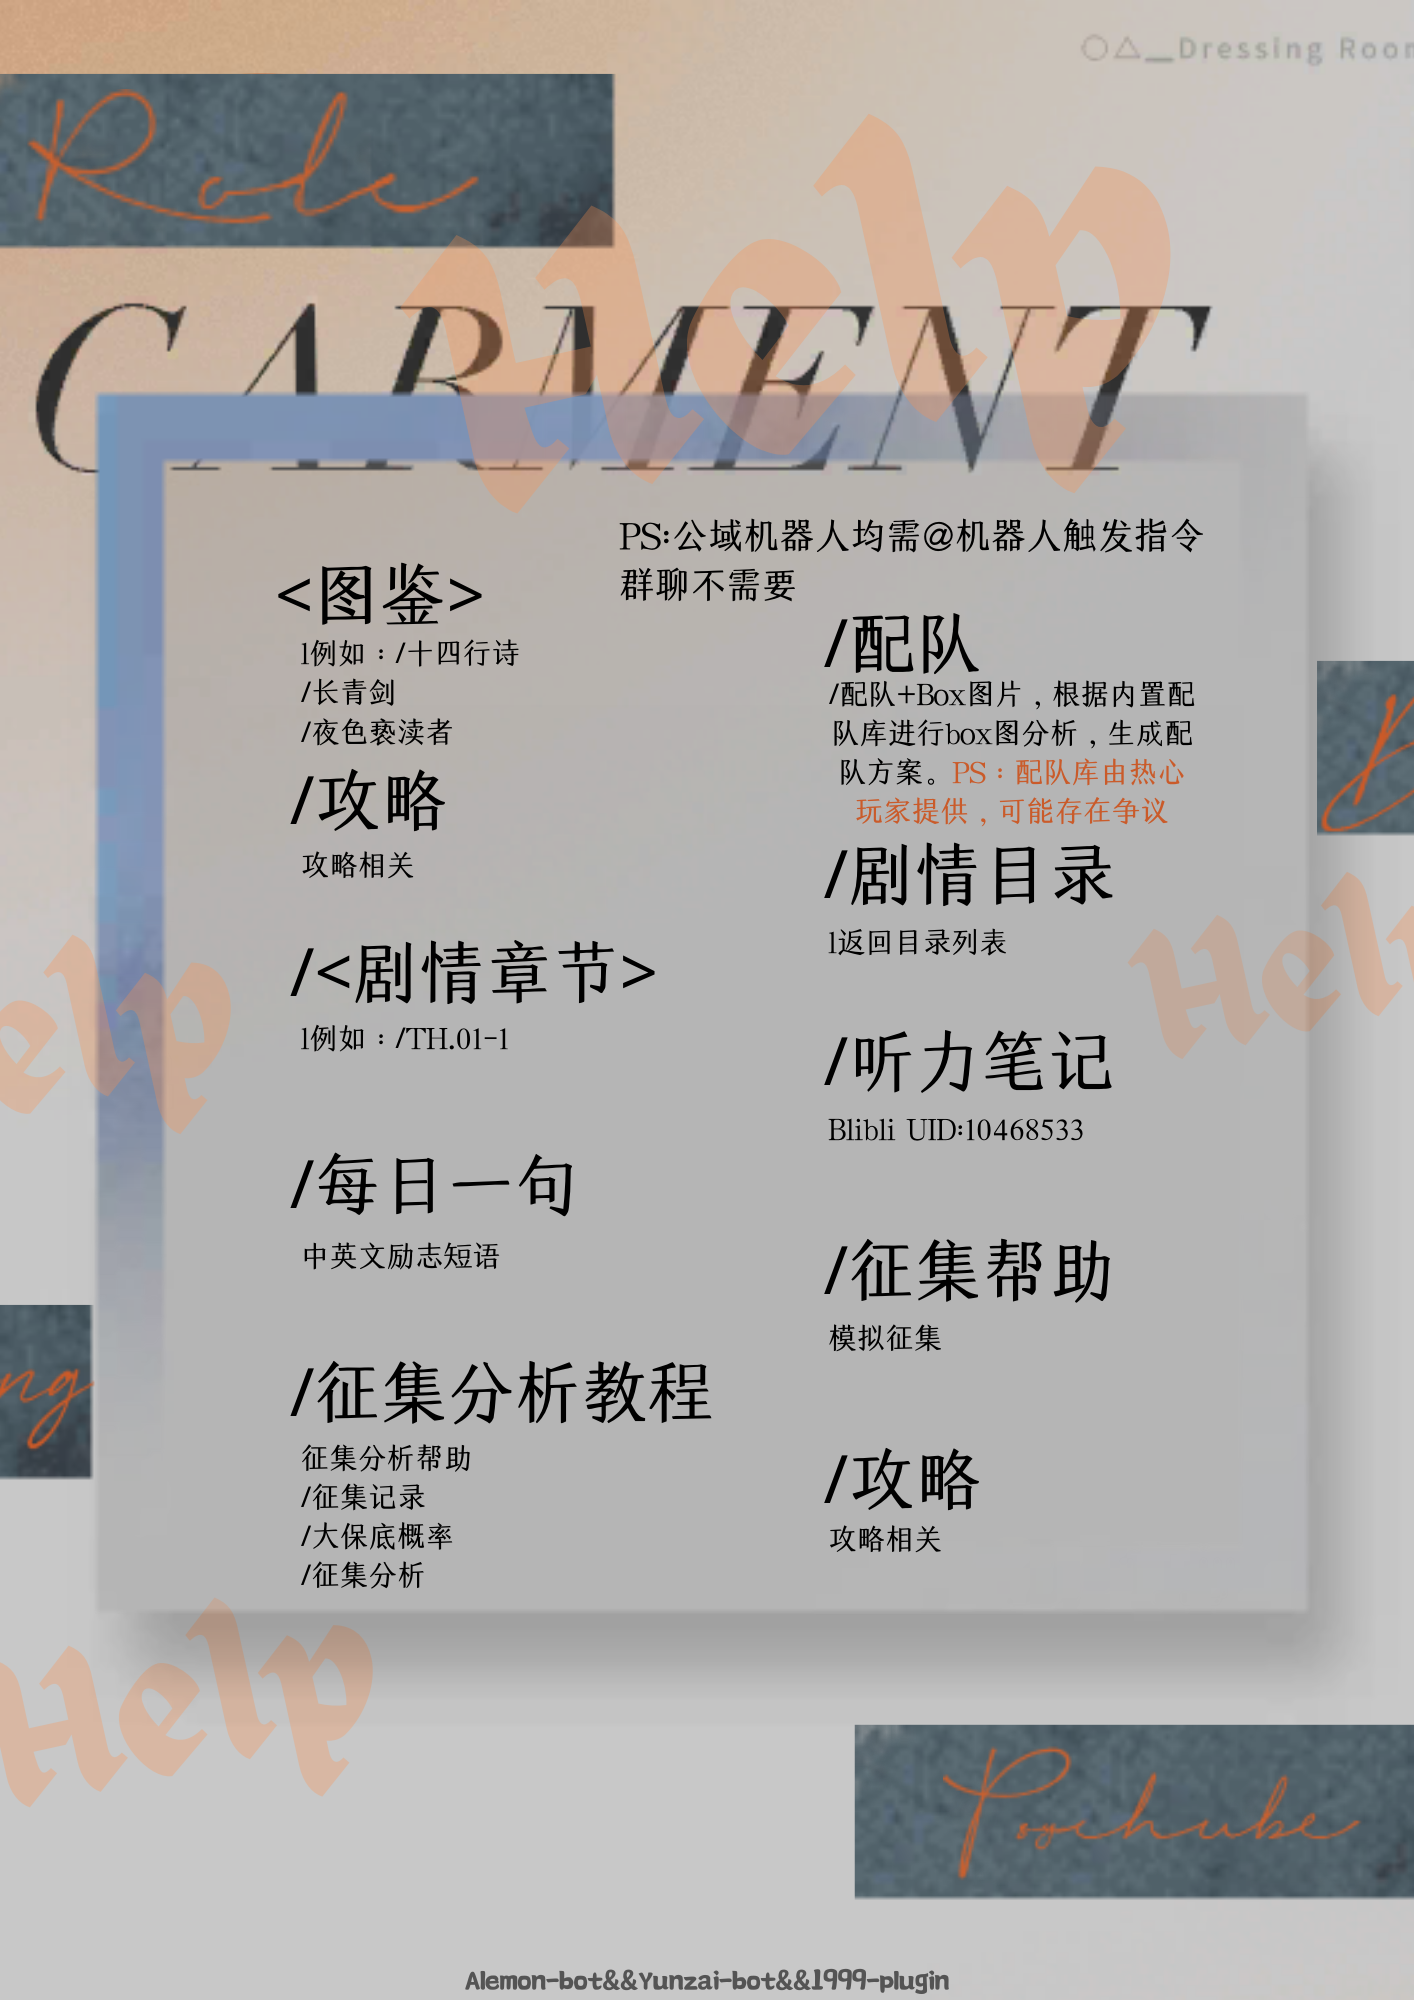 ○△__Dressing Room
Role
GARMENT
Help
PS:公域机器人均需@机器人触发指令
群聊不需要
<图鉴>
l例如：/十四行诗
/长青剑
/夜色亵渎者
/攻略
攻略相关
/<剧情章节>
l例如：/TH.01-1
/每日一句
中英文励志短语
/征集分析教程
征集分析帮助
/征集记录
/大保底概率
/征集分析
/配队
/配队+Box图片，根据内置配
队库进行box图分析，生成配
队方案。PS：配队库由热心
玩家提供，可能存在争议
/剧情目录
l返回目录列表
/听力笔记
Blibli UID:10468533
/征集帮助
模拟征集
/攻略
攻略相关
elp
Help
ng
Help
Psychube
Alemon-bot&&Yunzai-bot&&1999-plugin